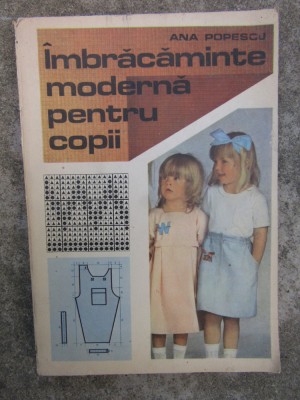 ANA POPESCU
Îmbrăcăminte
modernă
pentru
copii